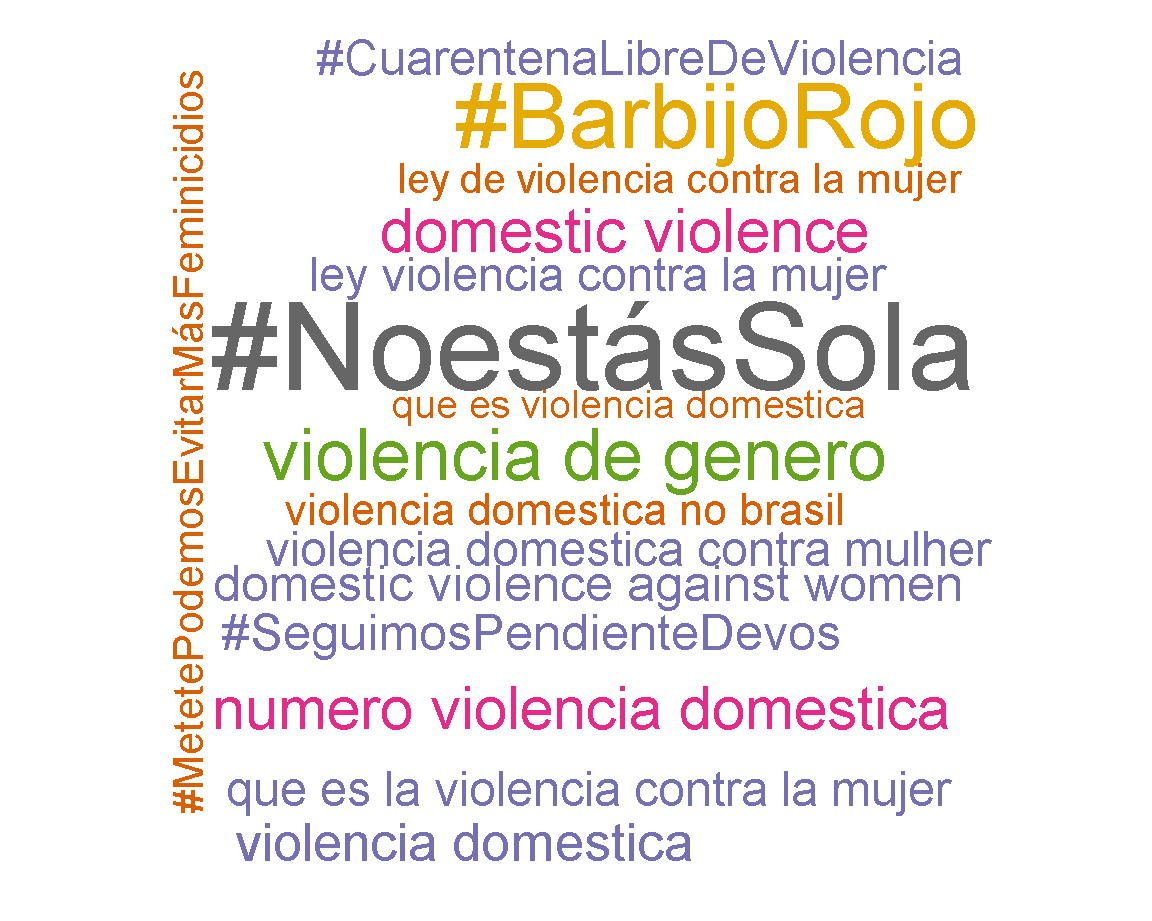 #CuarentenaLibreDeViolencia
#BarbijoRojo
ley de violencia contra la mujer
domestic violence
ley violencia contra la mujer
#NoestásSola
que es violencia domestica
violencia de genero
violencia domestica no brasil
violencia domestica contra mulher
domestic violence against women
#SeguimosPendienteDevos
numero violencia domestica
que es la violencia contra la mujer
violencia domestica
#MetetePodemosEvitarMásFeminicidios